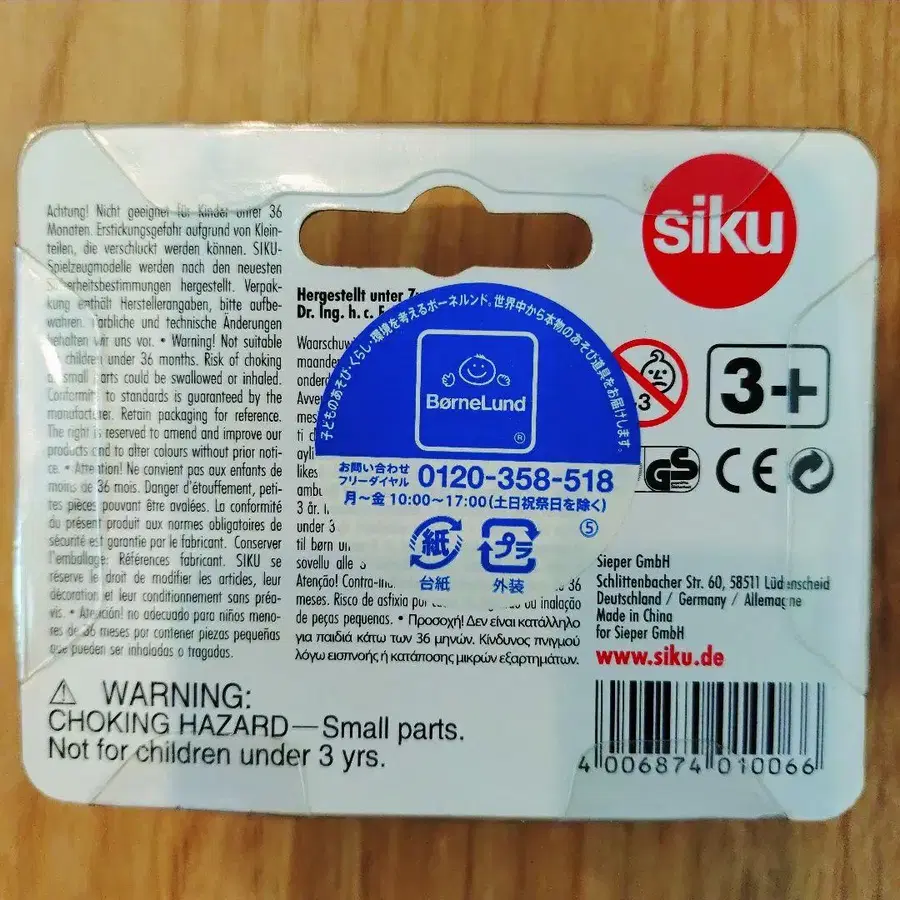 Achtung! Nicht geeignet für Kinder unter 36
Monaten. Erstickungsgefahr aufgrund von Klein-
teilen, die verschluckt werden können. SIKU-
Spielzeugmodelle werden nach den neuesten
Sicherheitsbestimmungen hergestellt. Verpak-
kung enthält Herstellerangaben, bitte aufbe-
wahren. Farbliche und technische Änderungen
behalten wir uns vor. • Warning! Not suitable
for children under 36 months. Risk of choking
as small parts could be swallowed or inhaled.
Conformity to standards is guaranteed by the
manufacturer. Retain packaging for reference.
The right is reserved to amend and improve our
products and to alter colours without prior noti-
ce. • Attention! Ne convient pas aux enfants de
moins de 36 mois. Danger d'étouffement, peti-
tes pièces pouvant être avalées. La conformité
du présent produit aux normes obligatoires de
sécurité est garantie par le fabricant. Conserver
l'emballage: Références fabricant. SIKU se
réserve le droit de modifier les articles, leur
décoration et leur conditionnement sans préa-
vis. • Atención! no adecuado para niños meno-
res de 36 meses por contener piezas pequeñas
que pueden ser inhaladas o tragadas.
Hergestellt unter
Dr. Ing. h. c.
3 år.
under 3
til børn
sovellu alle 3
Atenção! 36
meses. Risco de asfixia por ou inalação
de peças pequenas. • Προσοχή! Δεν είναι κατάλληλο
για παιδιά κάτω των 36 μηνών. Κίνδυνος πνιγμού
λόγω εισπνοής ή κατάποσης μικρών εξαρτημάτων.
子どものあそび・くらし・環境を考えるボーネルンド。世界中から本物のあそび道具をお届けします。
BørneLund
®
お問い合わせ
フリーダイヤル 0120-358-518
月〜金 10:00〜17:00(土日祝祭日を除く)
⑤
紙 プラ
台紙 外装
siku
-3
3+
GS CE
Sieper GmbH
Schlittenbacher Str. 60, 58511 Lüdenscheid
Deutschland / Germany / Allemagne
Made in China
for Sieper GmbH
www.siku.de
4 006874 010066
⚠ WARNING:
CHOKING HAZARD—Small parts.
Not for children under 3 yrs.